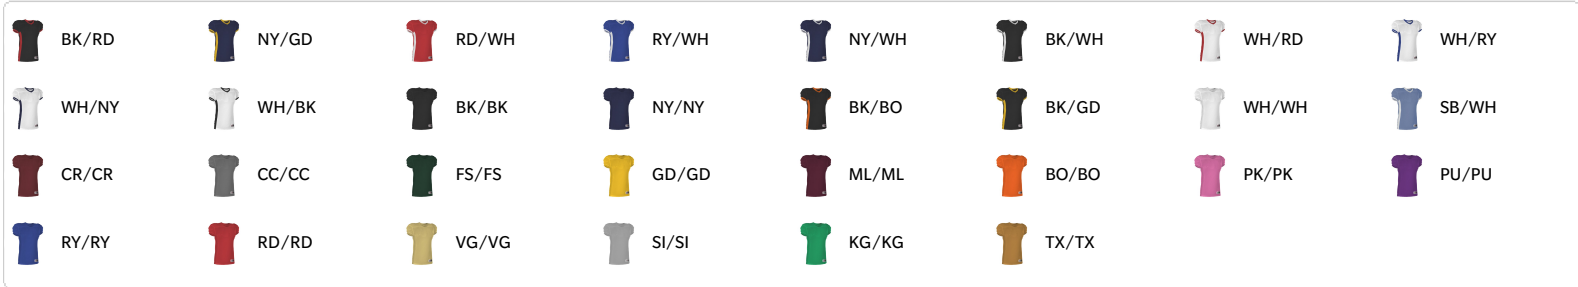 BK/RD NY/GD RD/WH RY/WH NY/WH BK/WH WH/RD WH/RY
WH/NY WH/BK BK/BK NY/NY BK/BO BK/GD WH/WH SB/WH
CR/CR CC/CC FS/FS GD/GD ML/ML BO/BO PK/PK PU/PU
RY/RY RD/RD VG/VG SI/SI KG/KG TX/TX